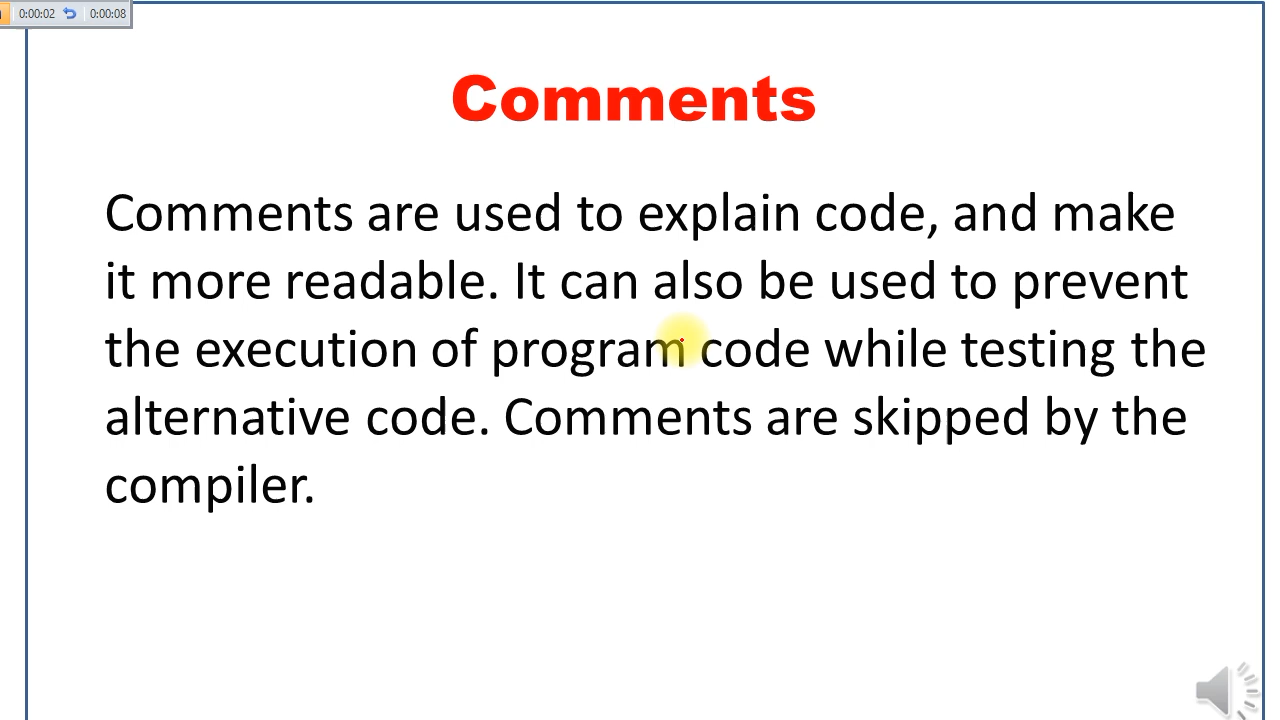 0:00:02 0:00:08
Comments
Comments are used to explain code, and make
it more readable. It can also be used to prevent
the execution of program code while testing the
alternative code. Comments are skipped by the
compiler.